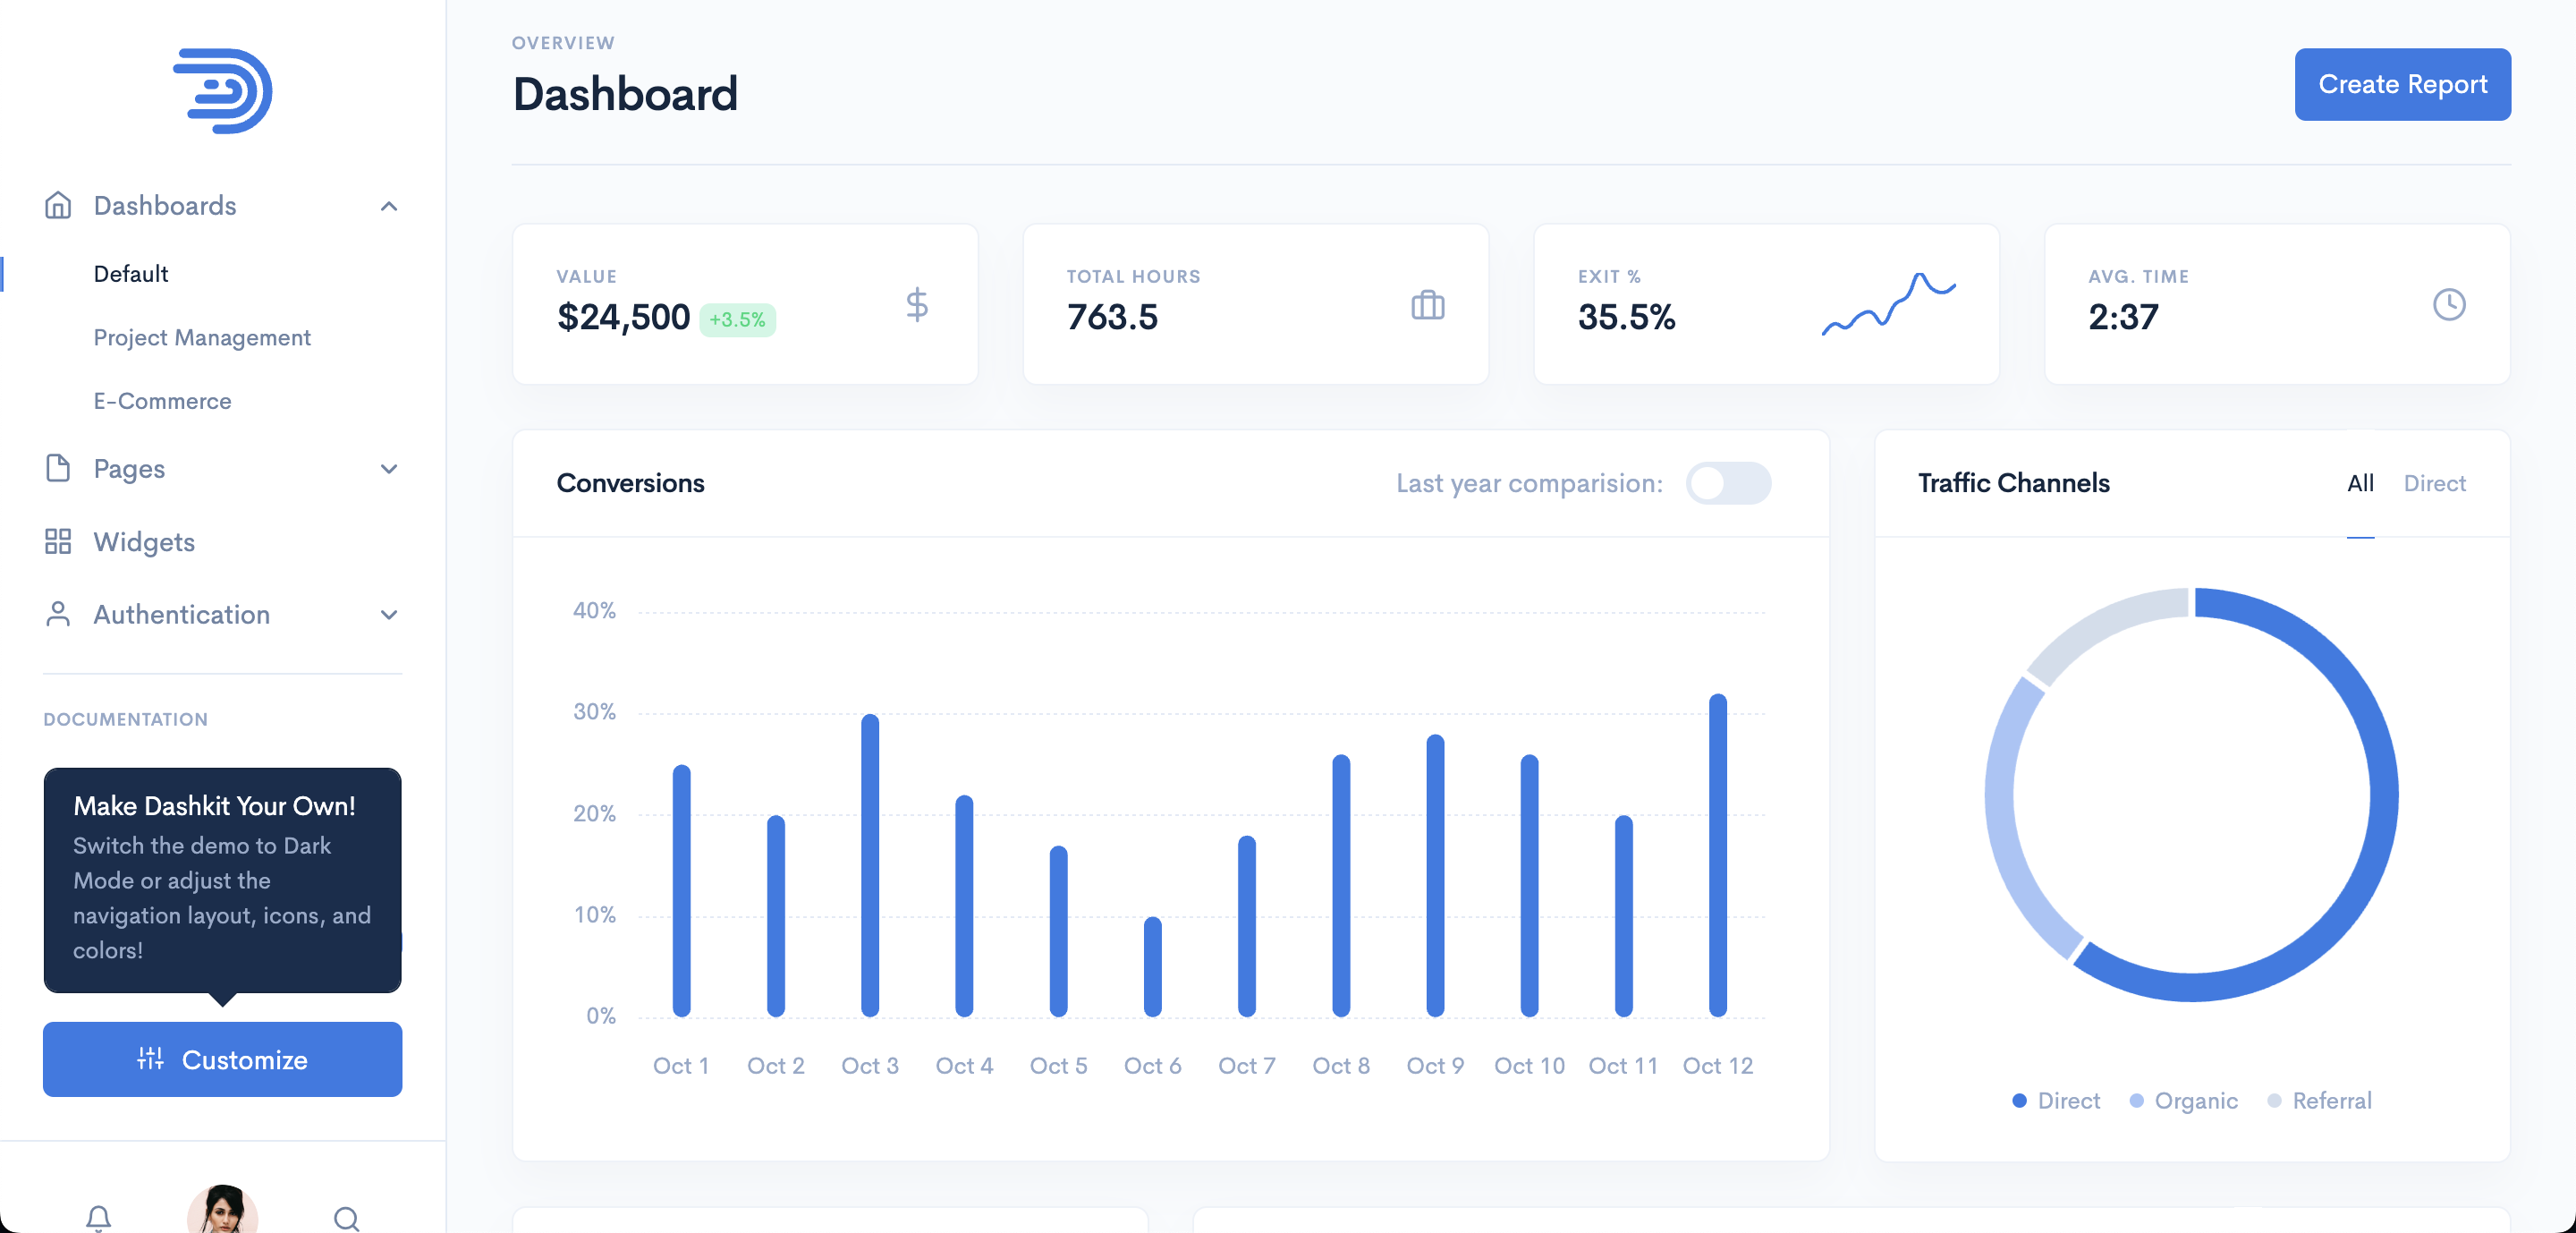 Dashboards
Default
Project Management
E-Commerce
Pages
Widgets
Authentication
DOCUMENTATION
Make Dashkit Your Own!
Switch the demo to Dark
Mode or adjust the
navigation layout, icons, and
colors!
Customize
OVERVIEW
Dashboard
Create Report
VALUE
$24,500 +3.5%
$
TOTAL HOURS
763.5
EXIT %
35.5%
AVG. TIME
2:37
Conversions
Last year comparision:
40%
30%
20%
10%
0%
Oct 1 Oct 2 Oct 3 Oct 4 Oct 5 Oct 6 Oct 7 Oct 8 Oct 9 Oct 10 Oct 11 Oct 12
Traffic Channels
All Direct
Direct Organic Referral